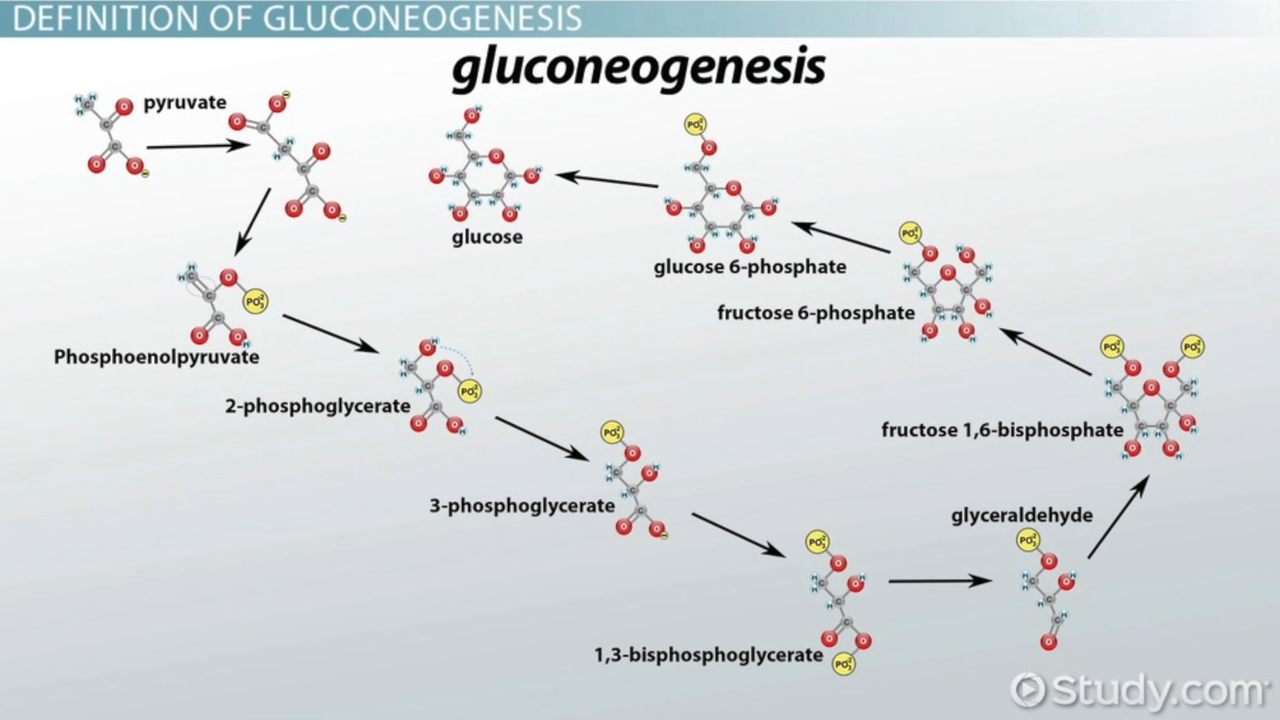 DEFINITION OF GLUCONEOGENESIS
gluconeogenesis
pyruvate
glucose
glucose 6-phosphate
fructose 6-phosphate
Phosphoenolpyruvate
2-phosphoglycerate
fructose 1,6-bisphosphate
3-phosphoglycerate
glyceraldehyde
1,3-bisphosphoglycerate
Study.com